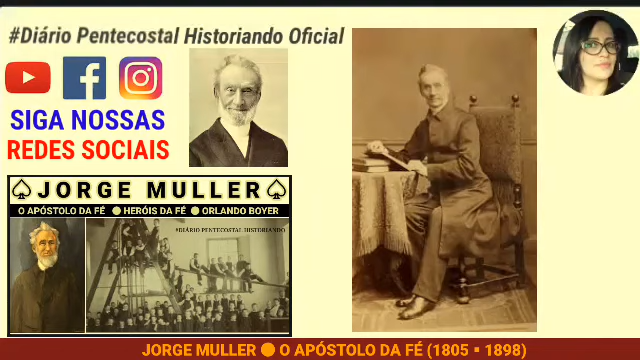 #Diário Pentecostal Historiando Oficial
SIGA NOSSAS
REDES SOCIAIS
♤ JORGE MULLER ♤
O APÓSTOLO DA FÉ ● HERÓIS DA FÉ ● ORLANDO BOYER
#DIÁRIO PENTECOSTAL HISTORIANDO
JORGE MULLER ● O APÓSTOLO DA FÉ (1805 ▪ 1898)